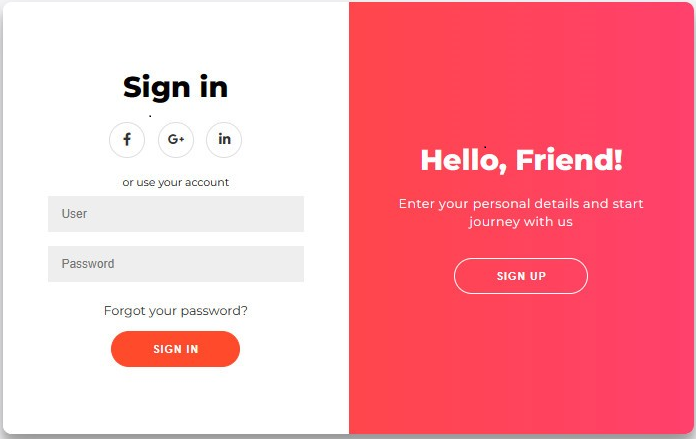 Sign in
f G+ in
or use your account
User
Password
Forgot your password?
SIGN IN
Hello, Friend!
Enter your personal details and start
journey with us
SIGN UP